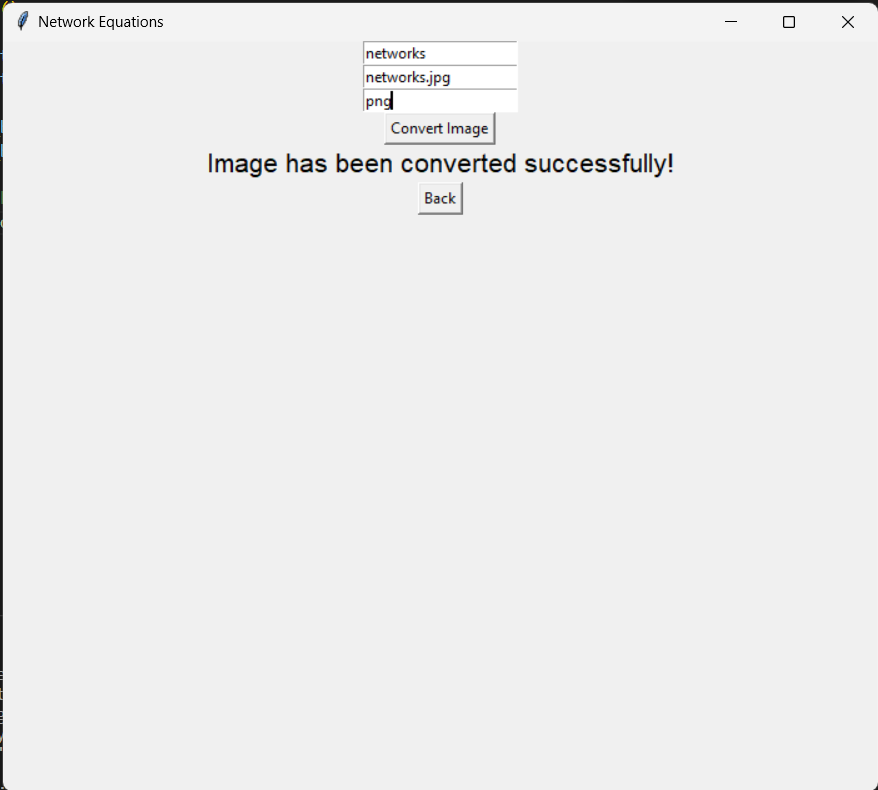 Network Equations
networks
networks.jpg
png
Convert Image
Image has been converted successfully!
Back